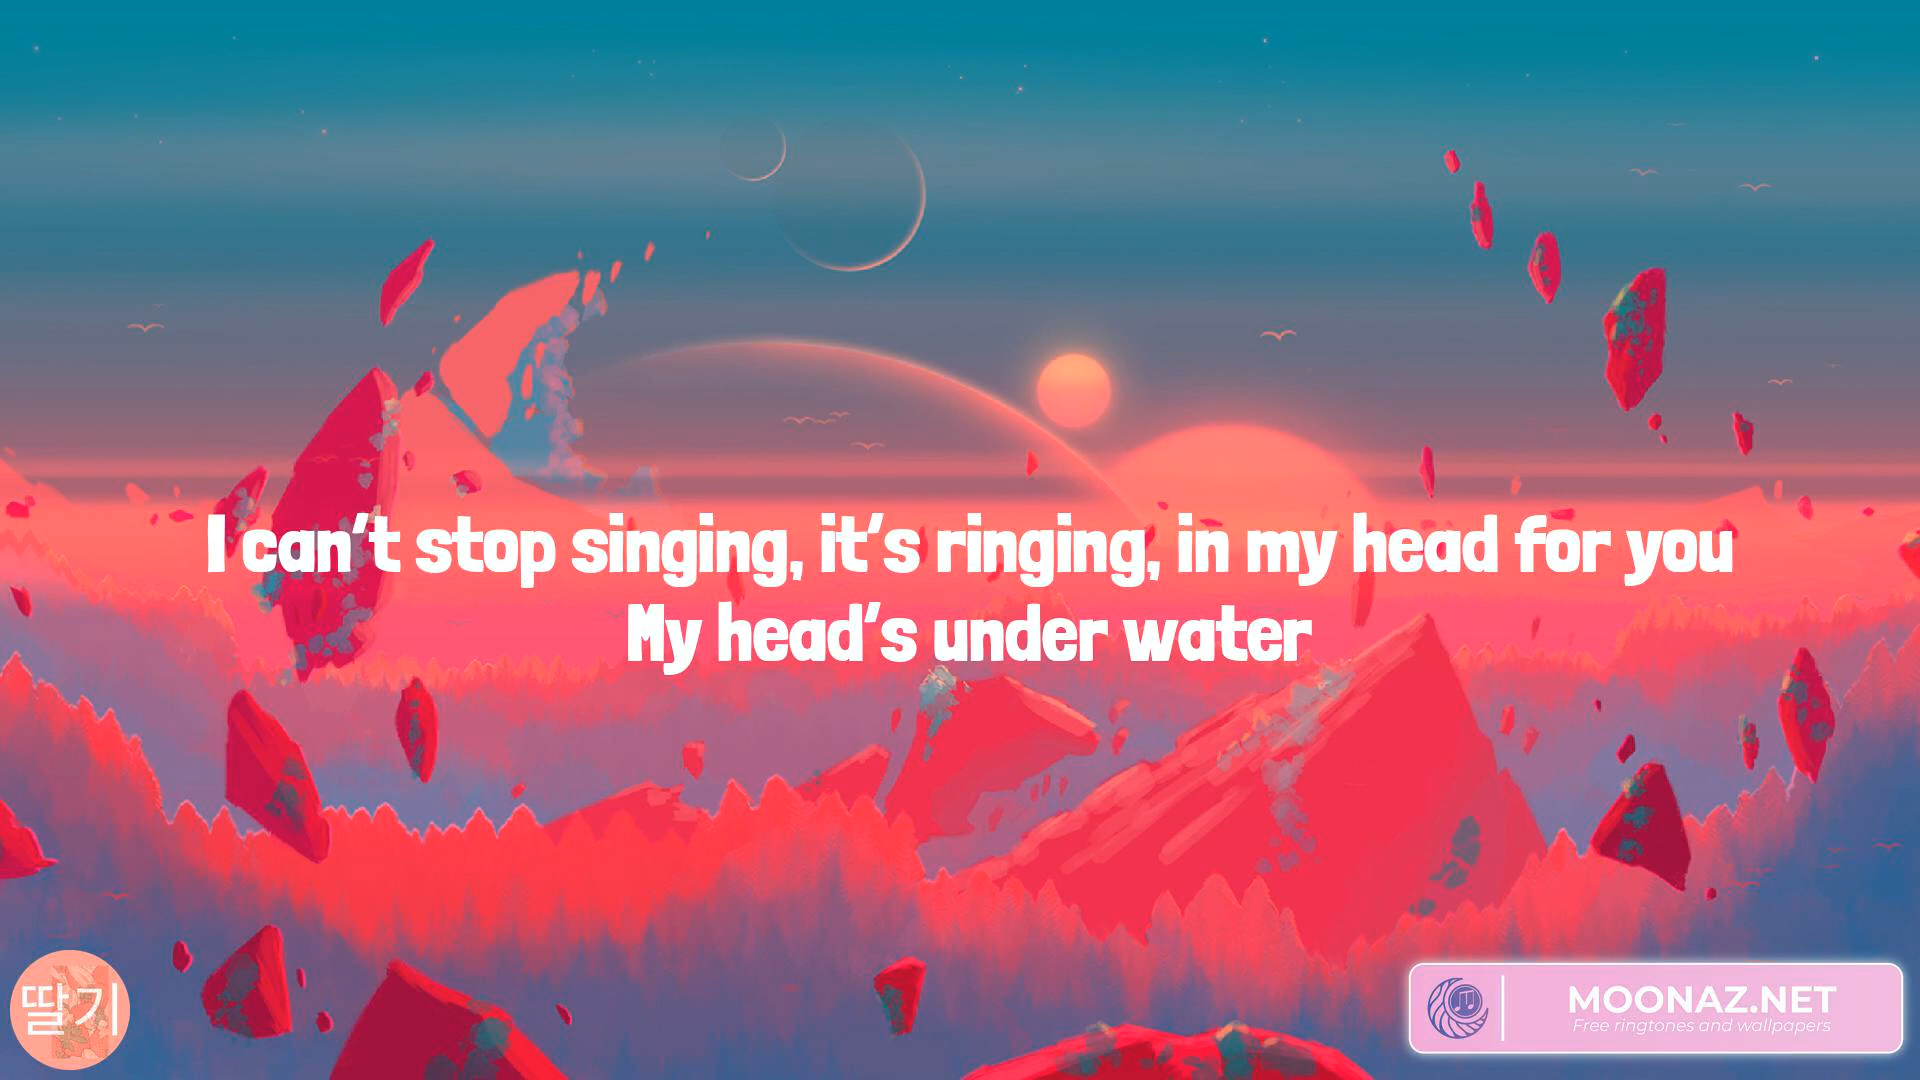 I can't stop singing, it's ringing, in my head for you
My head's under water
딸기
MOONAZ.NET
Free ringtones and wallpapers